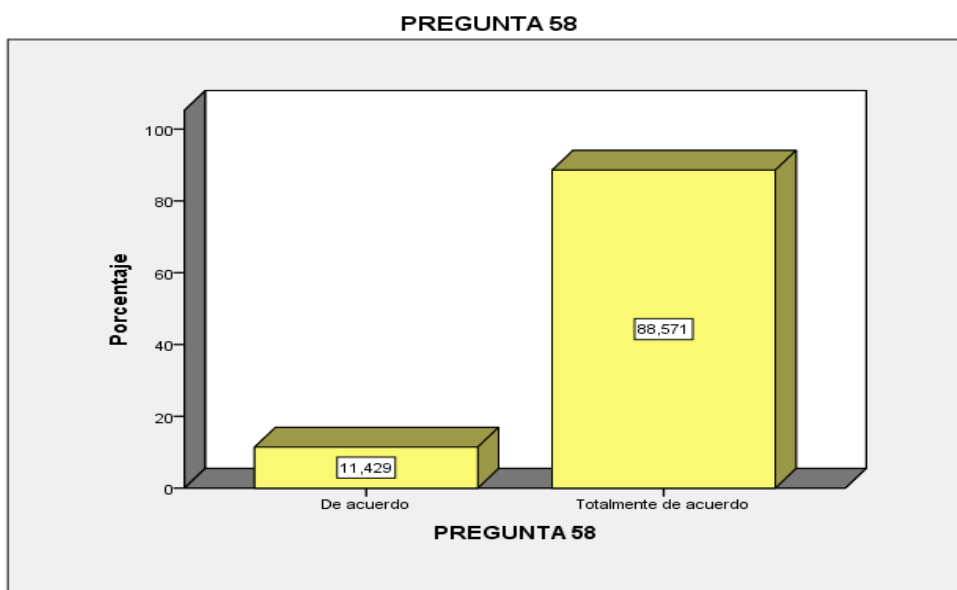 PREGUNTA 58
Porcentaje
100
80
60
40
20
0
11,429
88,571
De acuerdo
Totalmente de acuerdo
PREGUNTA 58